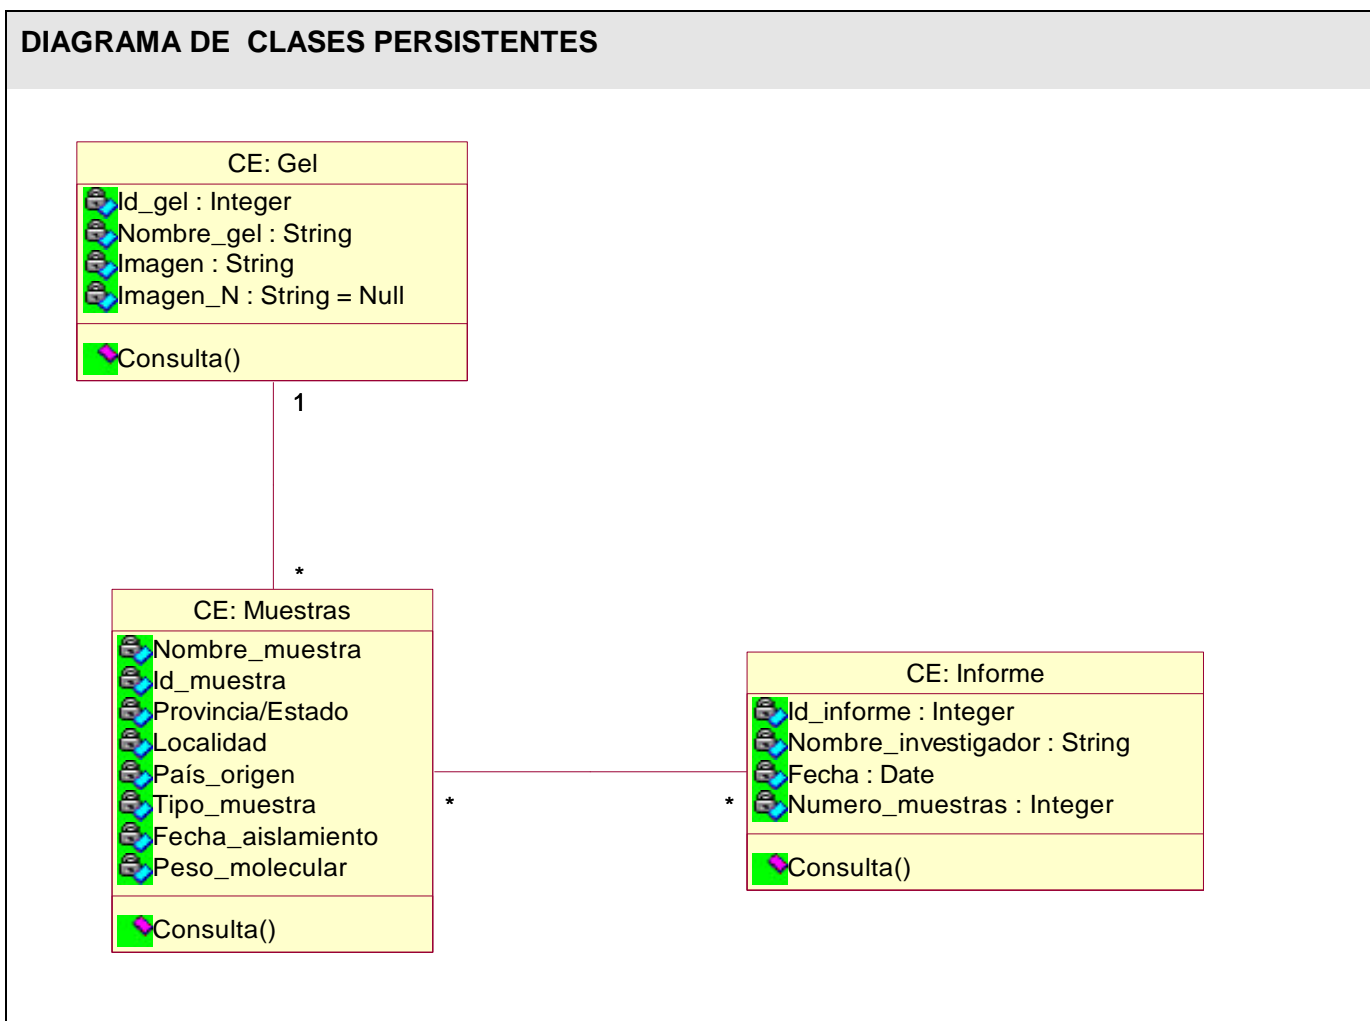 DIAGRAMA DE  CLASES PERSISTENTES
CE: Gel
Id_gel : Integer
Nombre_gel : String
Imagen : String
Imagen_N : String = Null
Consulta()
1
*
CE: Muestras
Nombre_muestra
Id_muestra
Provincia/Estado
Localidad
País_origen
Tipo_muestra
Fecha_aislamiento
Peso_molecular
Consulta()
*
*
CE: Informe
Id_informe : Integer
Nombre_investigador : String
Fecha : Date
Numero_muestras : Integer
Consulta()